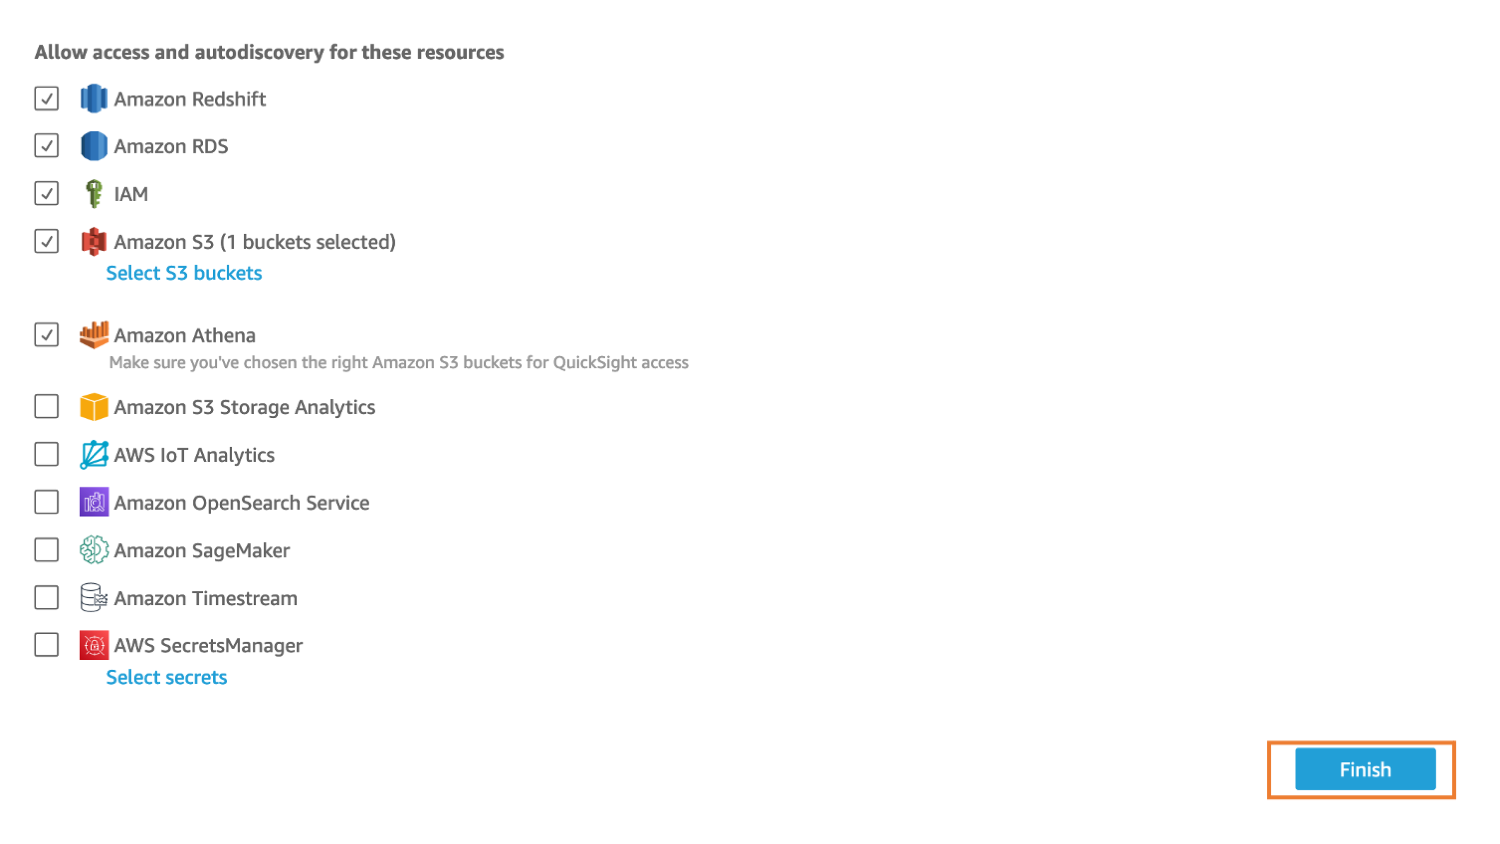 Allow access and autodiscovery for these resources
Amazon Redshift
Amazon RDS
IAM
Amazon S3 (1 buckets selected)
Select S3 buckets
Amazon Athena
Make sure you've chosen the right Amazon S3 buckets for QuickSight access
Amazon S3 Storage Analytics
AWS IoT Analytics
Amazon OpenSearch Service
Amazon SageMaker
Amazon Timestream
AWS SecretsManager
Select secrets
Finish